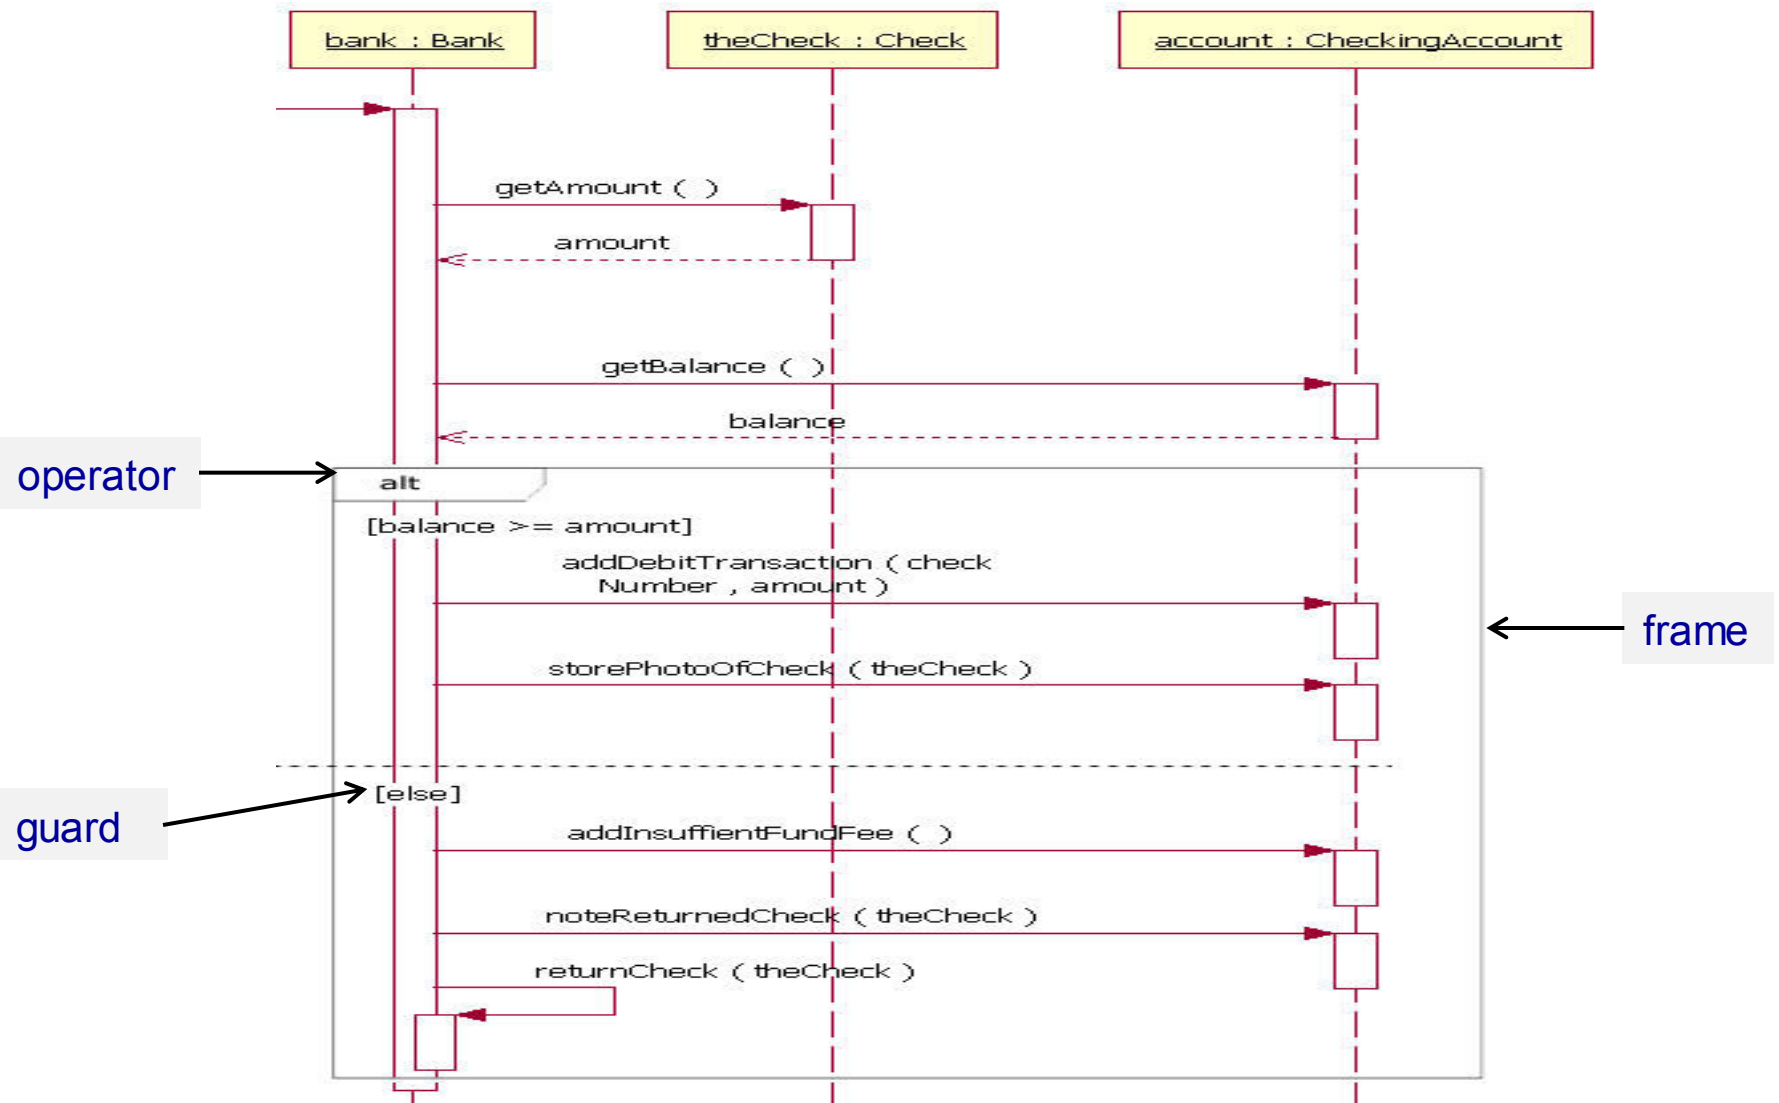 bank : Bank
theCheck : Check
account : CheckingAccount
getAmount ( )
amount
getBalance ( )
balance
operator
alt
[balance >= amount]
addDebitTransaction ( check
Number , amount )
frame
storePhotoOfCheck ( theCheck )
[else]
guard
addInsuffientFundFee ( )
noteReturnedCheck ( theCheck )
returnCheck ( theCheck )